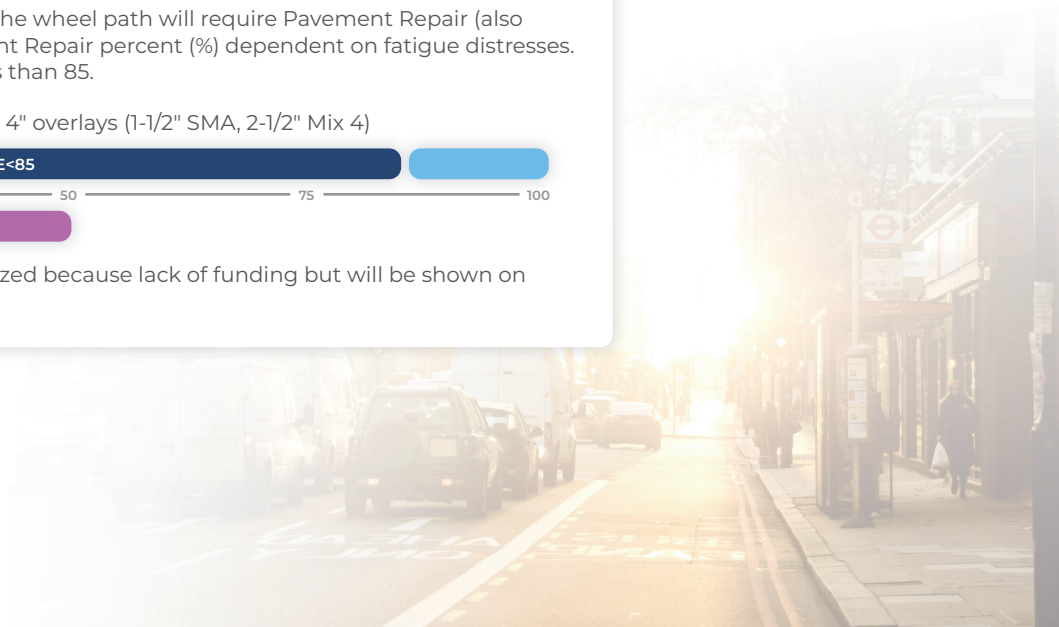 he wheel path will require Pavement Repair (also
nt Repair percent (%) dependent on fatigue distresses.
s than 85.
4" overlays (1-1/2" SMA, 2-1/2" Mix 4)
E<85
50 75 100
zed because lack of funding but will be shown on